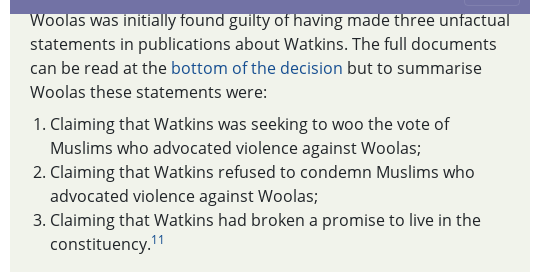 Woolas was initially found guilty of having made three unfactual
statements in publications about Watkins. The full documents
can be read at the bottom of the decision but to summarise
Woolas these statements were:
1. Claiming that Watkins was seeking to woo the vote of
Muslims who advocated violence against Woolas;
2. Claiming that Watkins refused to condemn Muslims who
advocated violence against Woolas;
3. Claiming that Watkins had broken a promise to live in the
constituency.11